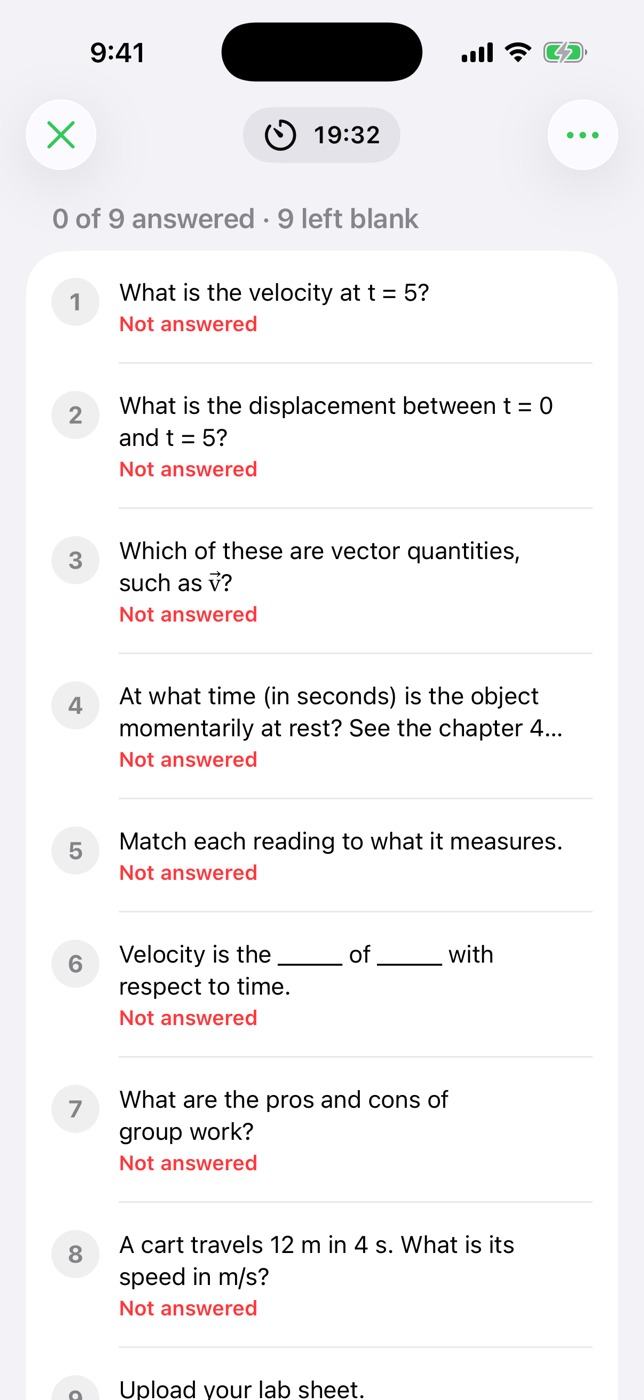 9:41
19:32
0 of 9 answered · 9 left blank
1
What is the velocity at t = 5?
Not answered
2
What is the displacement between t = 0
and t = 5?
Not answered
3
Which of these are vector quantities,
such as v⃗?
Not answered
4
At what time (in seconds) is the object
momentarily at rest? See the chapter 4...
Not answered
5
Match each reading to what it measures.
Not answered
6
Velocity is the _____ of _____ with
respect to time.
Not answered
7
What are the pros and cons of
group work?
Not answered
8
A cart travels 12 m in 4 s. What is its
speed in m/s?
Not answered
9
Upload your lab sheet.